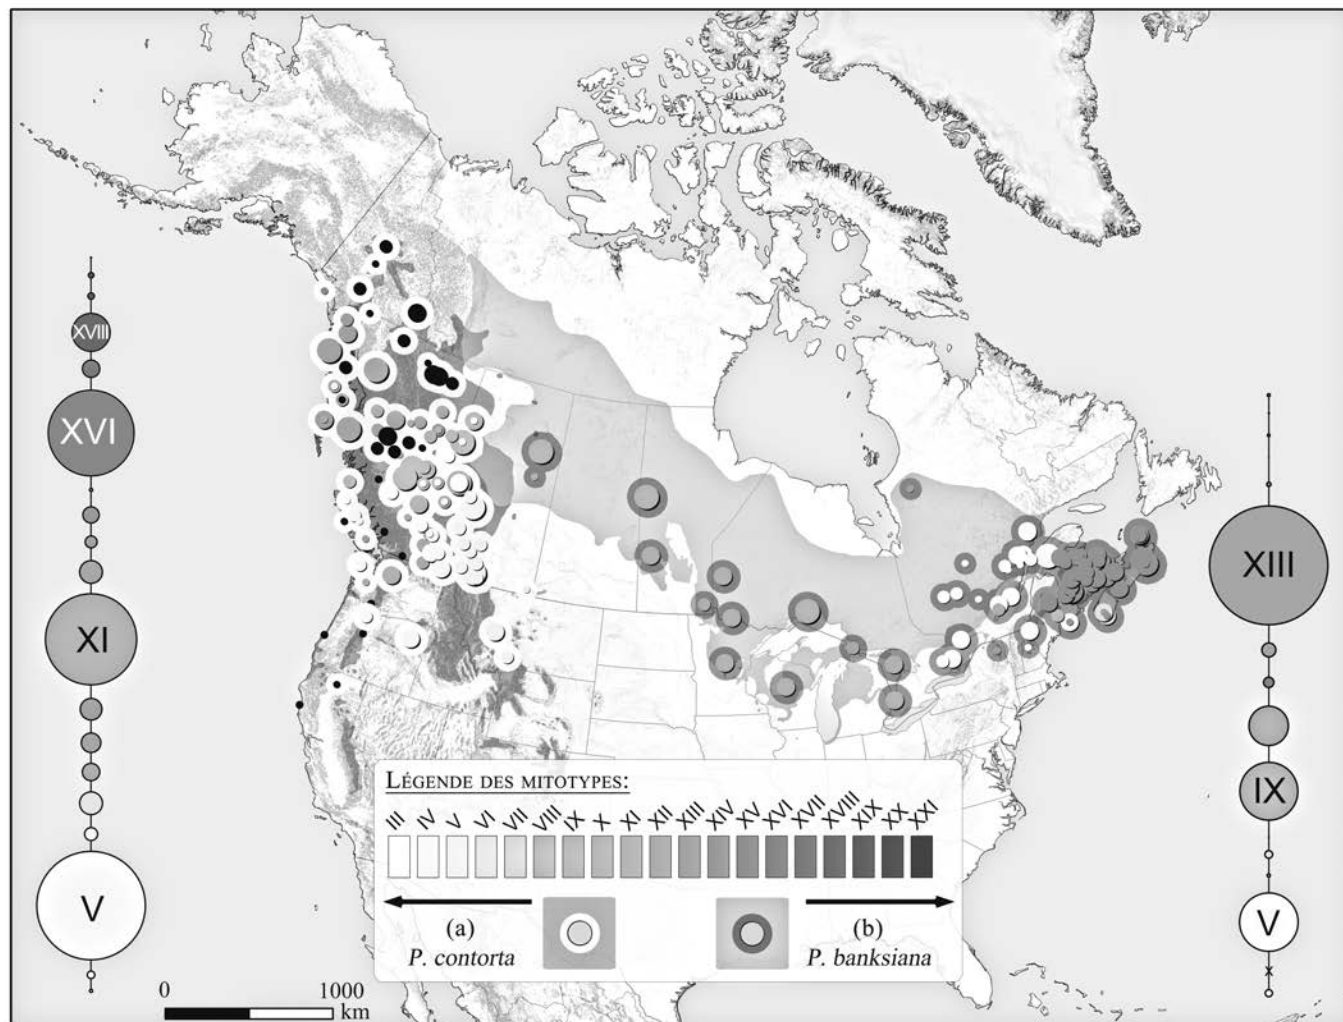 XVIII
XVI
XI
V
XIII
IX
V
x
LÉGENDE DES MITOTYPES:
III IV V VI VII VIII IX X XI XII XIII XIV XV XVI XVII XVIII XIX XX XXI
(a) (b)
P. contorta P. banksiana
0 1000
km